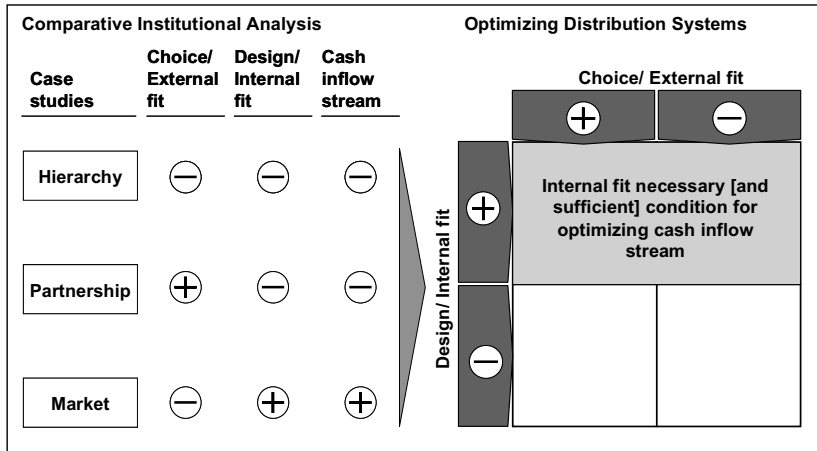 Comparative Institutional Analysis
Case
studies
Choice/
External
fit
Design/
Internal
fit
Cash
inflow
stream
Hierarchy
−
−
−
Partnership
+
−
−
Market
−
+
+
Optimizing Distribution Systems
Choice/ External fit
+
−
Design/ Internal fit
+
−
Internal fit necessary [and
sufficient] condition for
optimizing cash inflow
stream